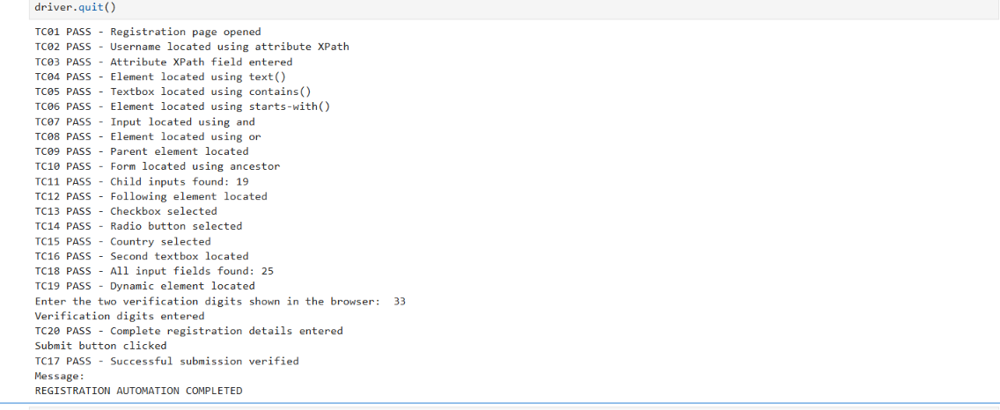 driver.quit()
TC01 PASS - Registration page opened
TC02 PASS - Username located using attribute XPath
TC03 PASS - Attribute XPath field entered
TC04 PASS - Element located using text()
TC05 PASS - Textbox located using contains()
TC06 PASS - Element located using starts-with()
TC07 PASS - Input located using and
TC08 PASS - Element located using or
TC09 PASS - Parent element located
TC10 PASS - Form located using ancestor
TC11 PASS - Child inputs found: 19
TC12 PASS - Following element located
TC13 PASS - Checkbox selected
TC14 PASS - Radio button selected
TC15 PASS - Country selected
TC16 PASS - Second textbox located
TC18 PASS - All input fields found: 25
TC19 PASS - Dynamic element located
Enter the two verification digits shown in the browser:  33
Verification digits entered
TC20 PASS - Complete registration details entered
Submit button clicked
TC17 PASS - Successful submission verified
Message:
REGISTRATION AUTOMATION COMPLETED